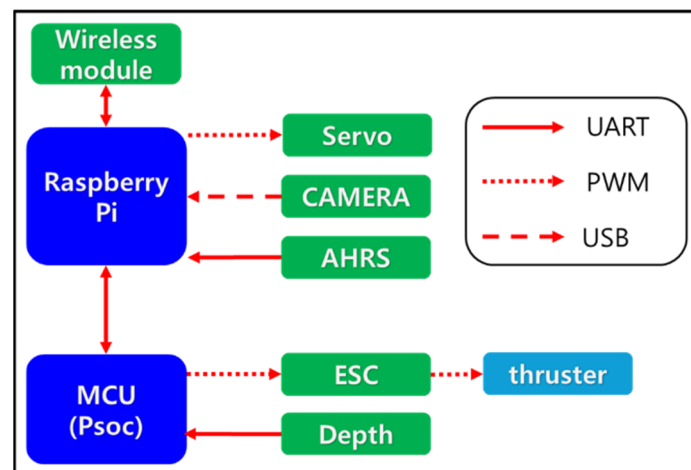 Wireless
module
Servo
Raspberry
Pi
CAMERA
AHRS
UART
PWM
USB
MCU
(Psoc)
ESC
thruster
Depth